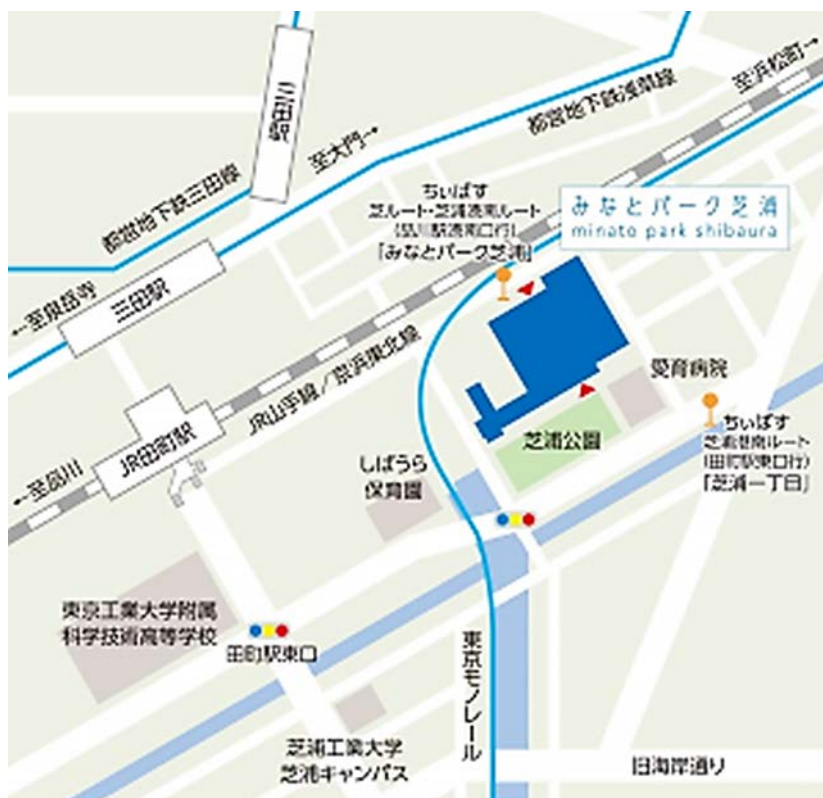 三田駅
至浜松町
都営地下鉄浅草線
至大門→
都営地下鉄三田線
ちぃばす
芝ルート・芝浦港南ルート
(品川駅港南口行)
「みなとパーク芝浦」
みなとパーク芝浦
minato park shibaura
←至泉岳寺
三田駅
JR山手線/京浜東北線
愛育病院
ちぃばす
芝浦港南ルート
(田町駅東口行)
「芝浦一丁目」
芝浦公園
JR田町駅
←至品川
しばうら
保育園
東京工業大学附属
科学技術高等学校
田町駅東口
東京モノレール
芝浦工業大学
芝浦キャンパス
旧海岸通り